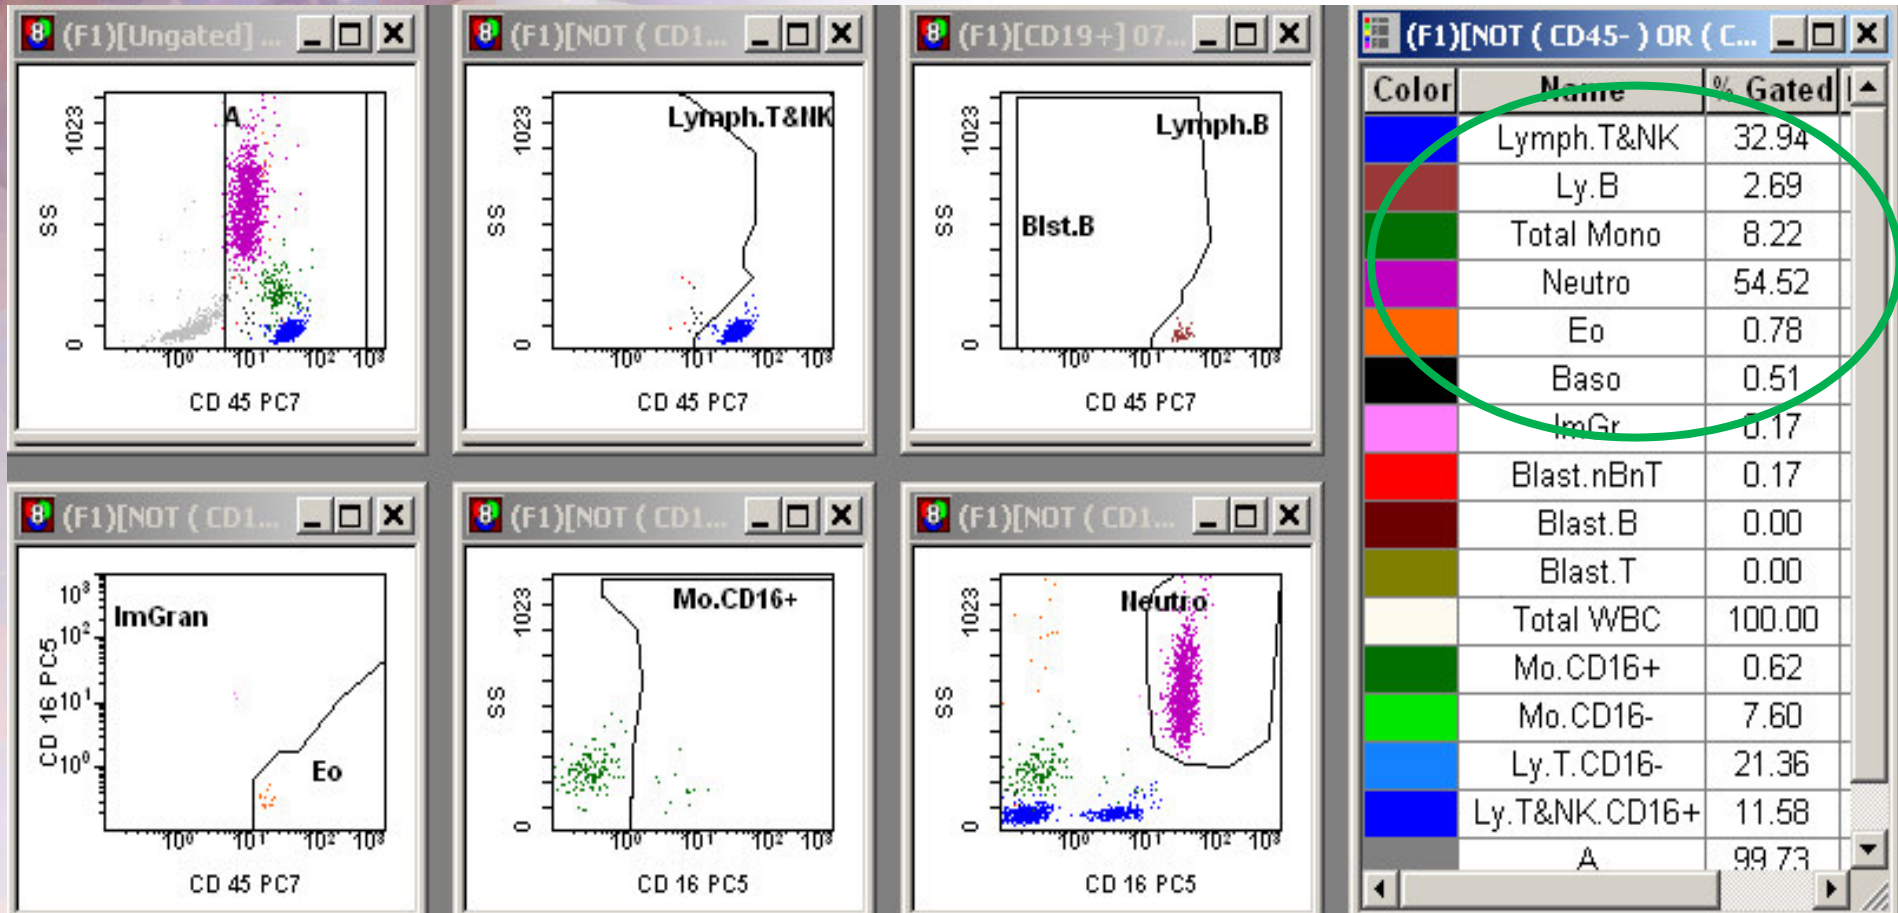 (F1)[Ungated] ...
A
1023
SS
0
10⁰ 10¹ 10² 10³
CD 45 PC7
(F1)[NOT ( CD1...
Lymph.T&NK
1023
SS
0
10⁰ 10¹ 10² 10³
CD 45 PC7
(F1)[CD19+] 07...
Lymph.B
Blst.B
1023
SS
0
10⁰ 10¹ 10² 10³
CD 45 PC7
(F1)[NOT ( CD1...
ImGran
Eo
10³
10²
10¹
10⁰
CD 16 PC5
10⁰ 10¹ 10² 10³
CD 45 PC7
(F1)[NOT ( CD1...
Mo.CD16+
1023
SS
0
10⁰ 10¹ 10² 10³
CD 16 PC5
(F1)[NOT ( CD1...
Neutro
1023
SS
0
10⁰ 10¹ 10² 10³
CD 16 PC5
(F1)[NOT ( CD45- ) OR ( C...
Color Name % Gated
Lymph.T&NK 32.94
Ly.B 2.69
Total Mono 8.22
Neutro 54.52
Eo 0.78
Baso 0.51
ImGr 0.17
Blast.nBnT 0.17
Blast.B 0.00
Blast.T 0.00
Total WBC 100.00
Mo.CD16+ 0.62
Mo.CD16- 7.60
Ly.T.CD16- 21.36
Ly.T&NK.CD16+ 11.58
A 99.73